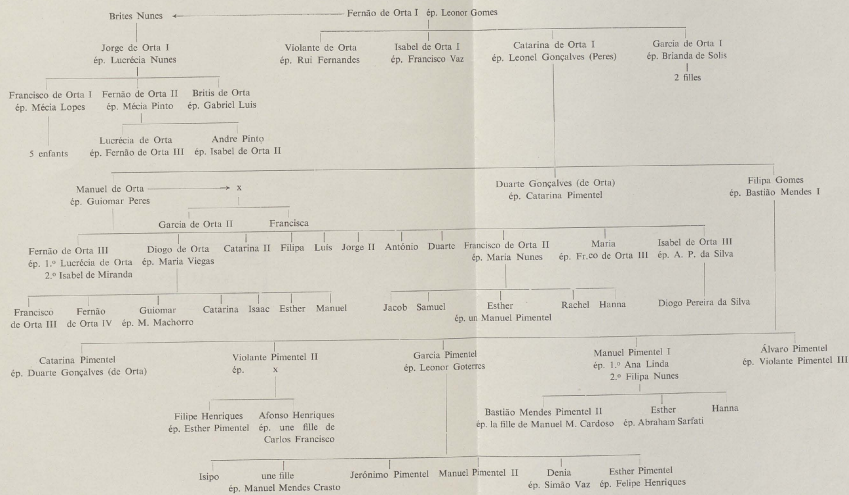 Brites Nunes
Fernão de Orta I ép. Leonor Gomes
Jorge de Orta I
ép. Lucrécia Nunes
Violante de Orta
ép. Rui Fernandes
Isabel de Orta I
ép. Francisco Vaz
Catarina de Orta I
ép. Leonel Gonçalves (Peres)
Garcia de Orta I
ép. Brianda de Solis
2 filles
Francisco de Orta I
ép. Mécia Lopes
Fernão de Orta II
ép. Mécia Pinto
Britis de Orta
ép. Gabriel Luis
5 enfants
Lucrécia de Orta
ép. Fernão de Orta III
Andre Pinto
ép. Isabel de Orta II
Manuel de Orta
ép. Guiomar Peres
x
Duarte Gonçalves (de Orta)
ép. Catarina Pimentel
Filipa Gomes
ép. Bastião Mendes I
Garcia de Orta II
Francisca
Fernão de Orta III
ép. 1.º Lucrécia de Orta
2.º Isabel de Miranda
Diogo de Orta
ép. Maria Viegas
Catarina II
Filipa
Luís
Jorge II
António
Duarte
Francisco de Orta II
ép. Maria Nunes
Maria
ép. Fr.co de Orta III
Isabel de Orta III
ép. A. P. da Silva
Francisco
de Orta III
Fernão
de Orta IV
Guiomar
ép. M. Machorro
Catarina
Isaac
Esther
Manuel
Jacob
Samuel
Esther
ép. un Manuel Pimentel
Rachel
Hanna
Diogo Pereira da Silva
Catarina Pimentel
ép. Duarte Gonçalves (de Orta)
Violante Pimentel II
ép. x
Garcia Pimentel
ép. Leonor Goterres
Manuel Pimentel I
ép. 1.º Ana Linda
2.º Filipa Nunes
Álvaro Pimentel
ép. Violante Pimentel III
Filipe Henriques
ép. Esther Pimentel
Afonso Henriques
ép. une fille de
Carlos Francisco
Bastião Mendes Pimentel II
ép. la fille de Manuel M. Cardoso
Esther
ép. Abraham Sarfati
Hanna
Isipo
une fille
ép. Manuel Mendes Crasto
Jerônimo Pimentel
Manuel Pimentel II
Denia
ép. Simão Vaz
Esther Pimentel
ép. Felipe Henriques